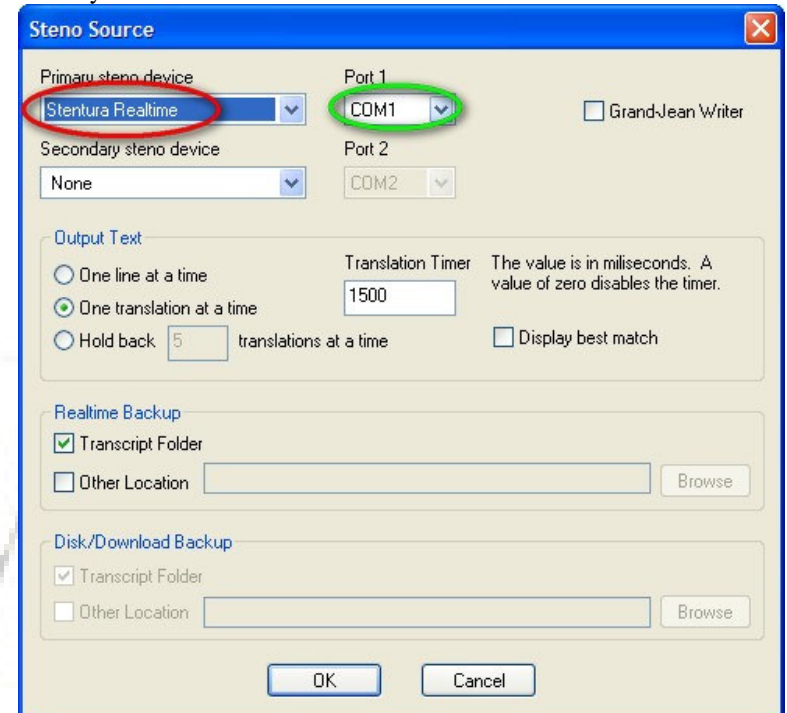 Steno Source
Primary steno device Port 1
Stentura Realtime COM1 Grand-Jean Writer
Secondary steno device Port 2
None COM2
Output Text
One line at a time Translation Timer The value is in miliseconds. A
1500 value of zero disables the timer.
One translation at a time
Hold back 5 translations at a time Display best match
Realtime Backup
Transcript Folder
Other Location Browse
Disk/Download Backup
Transcript Folder
Other Location Browse
OK Cancel